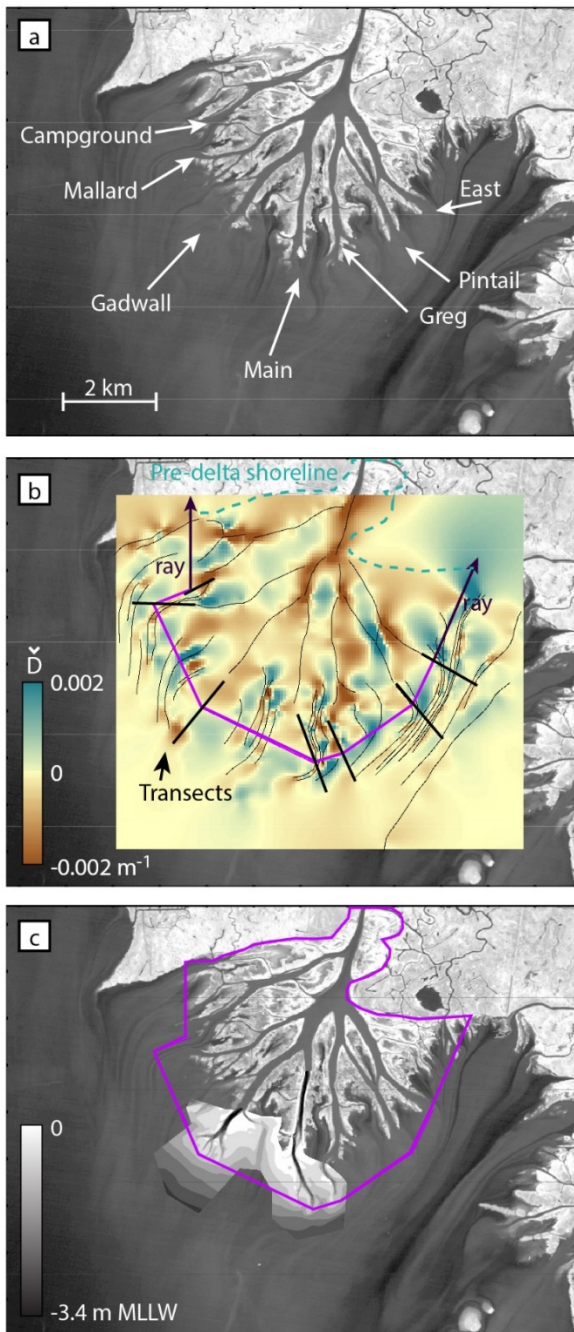 a
Campground
Mallard
Gadwall
Main
Greg
Pintail
East
2 km
b
Pre-delta shoreline
ray
ray
D̆
0.002
0
-0.002 m⁻¹
Transects
c
0
-3.4 m MLLW